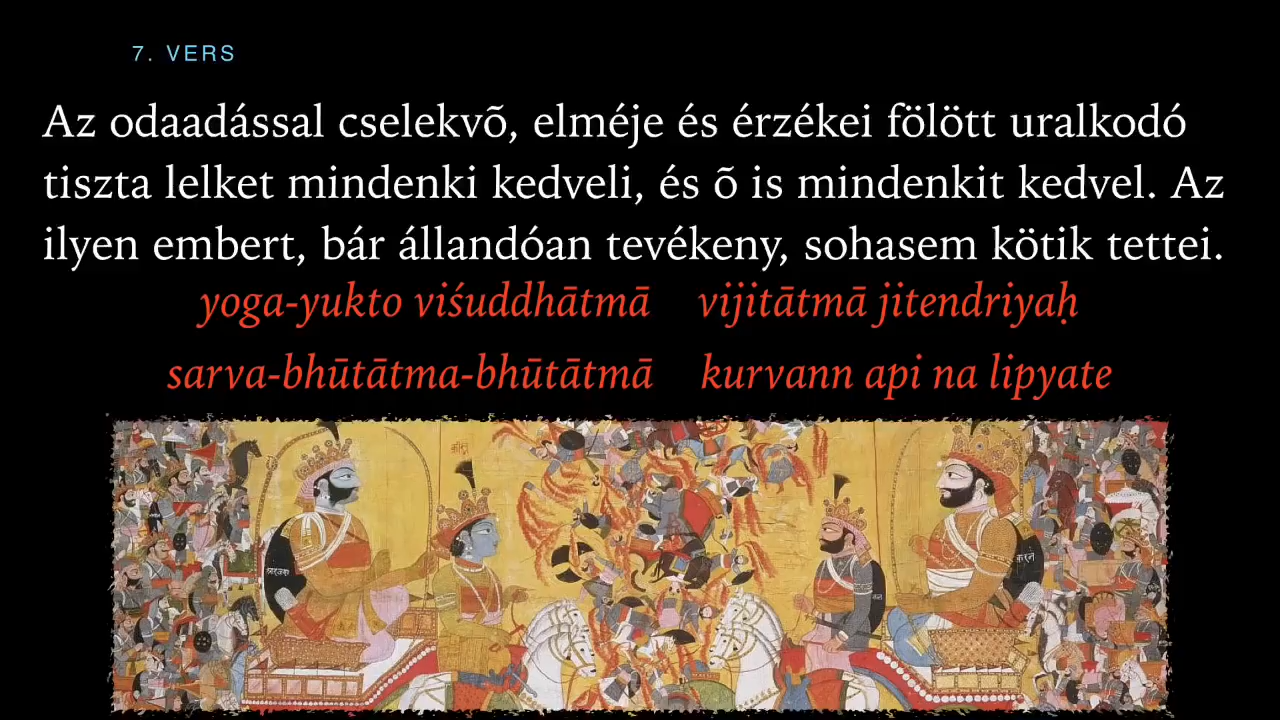 7. VERS
Az odaadással cselekvõ, elméje és érzékei fölött uralkodó
tiszta lelket mindenki kedveli, és õ is mindenkit kedvel. Az
ilyen embert, bár állandóan tevékeny, sohasem kötik tettei.
yoga-yukto viśuddhātmā vijitātmā jitendriyaḥ
sarva-bhūtātma-bhūtātmā kurvann api na lipyate